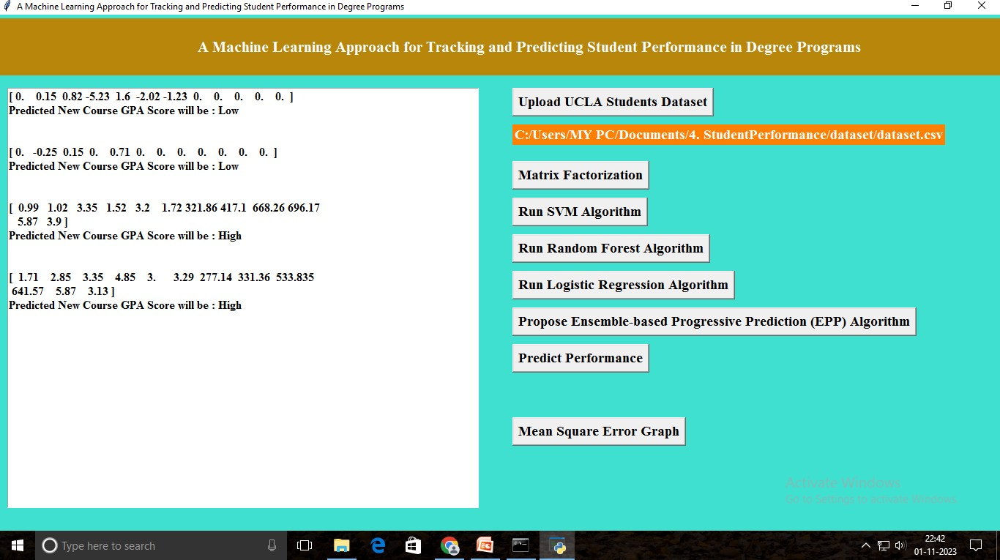 A Machine Learning Approach for Tracking and Predicting Student Performance in Degree Programs
A Machine Learning Approach for Tracking and Predicting Student Performance in Degree Programs
[ 0. 0.15 0.82 -5.23 1.6 -2.02 -1.23 0. 0. 0. 0. 0. ]
Predicted New Course GPA Score will be : Low
[ 0. -0.25 0.15 0. 0.71 0. 0. 0. 0. 0. 0. 0. ]
Predicted New Course GPA Score will be : Low
[ 0.99 1.02 3.35 1.52 3.2 1.72 321.86 417.1 668.26 696.17
5.87 3.9 ]
Predicted New Course GPA Score will be : High
[ 1.71 2.85 3.35 4.85 3. 3.29 277.14 331.36 533.835
641.57 5.87 3.13 ]
Predicted New Course GPA Score will be : High
Upload UCLA Students Dataset
C:/Users/MY PC/Documents/4. StudentPerformance/dataset/dataset.csv
Matrix Factorization
Run SVM Algorithm
Run Random Forest Algorithm
Run Logistic Regression Algorithm
Propose Ensemble-based Progressive Prediction (EPP) Algorithm
Predict Performance
Mean Square Error Graph
Activate Windows
Go to Settings to activate Windows.
Type here to search
22:42
01-11-2023